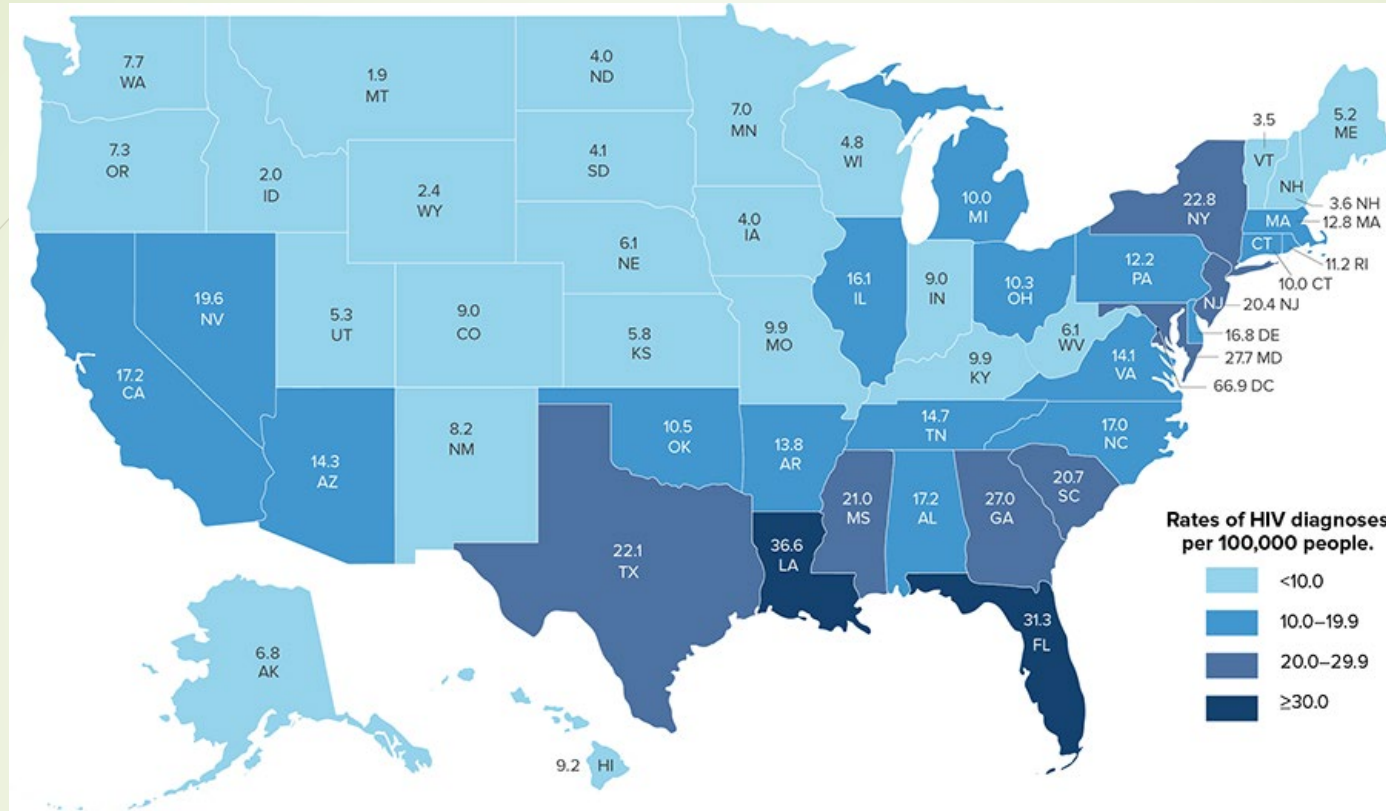 7.7
WA
1.9
MT
4.0
ND
7.0
MN
4.8
WI
10.0
MI
3.5
VT
5.2
ME
NH
3.6 NH
22.8
NY
MA
12.8 MA
CT
11.2 RI
10.0 CT
7.3
OR
2.0
ID
2.4
WY
4.1
SD
4.0
IA
6.1
NE
16.1
IL
9.0
IN
10.3
OH
12.2
PA
NJ
20.4 NJ
16.8 DE
27.7 MD
66.9 DC
19.6
NV
5.3
UT
9.0
CO
5.8
KS
9.9
MO
9.9
KY
6.1
WV
14.1
VA
17.2
CA
14.3
AZ
8.2
NM
10.5
OK
13.8
AR
14.7
TN
17.0
NC
22.1
TX
36.6
LA
21.0
MS
17.2
AL
27.0
GA
20.7
SC
31.3
FL
6.8
AK
9.2
HI
Rates of HIV diagnoses
per 100,000 people.
<10.0
10.0–19.9
20.0–29.9
≥30.0